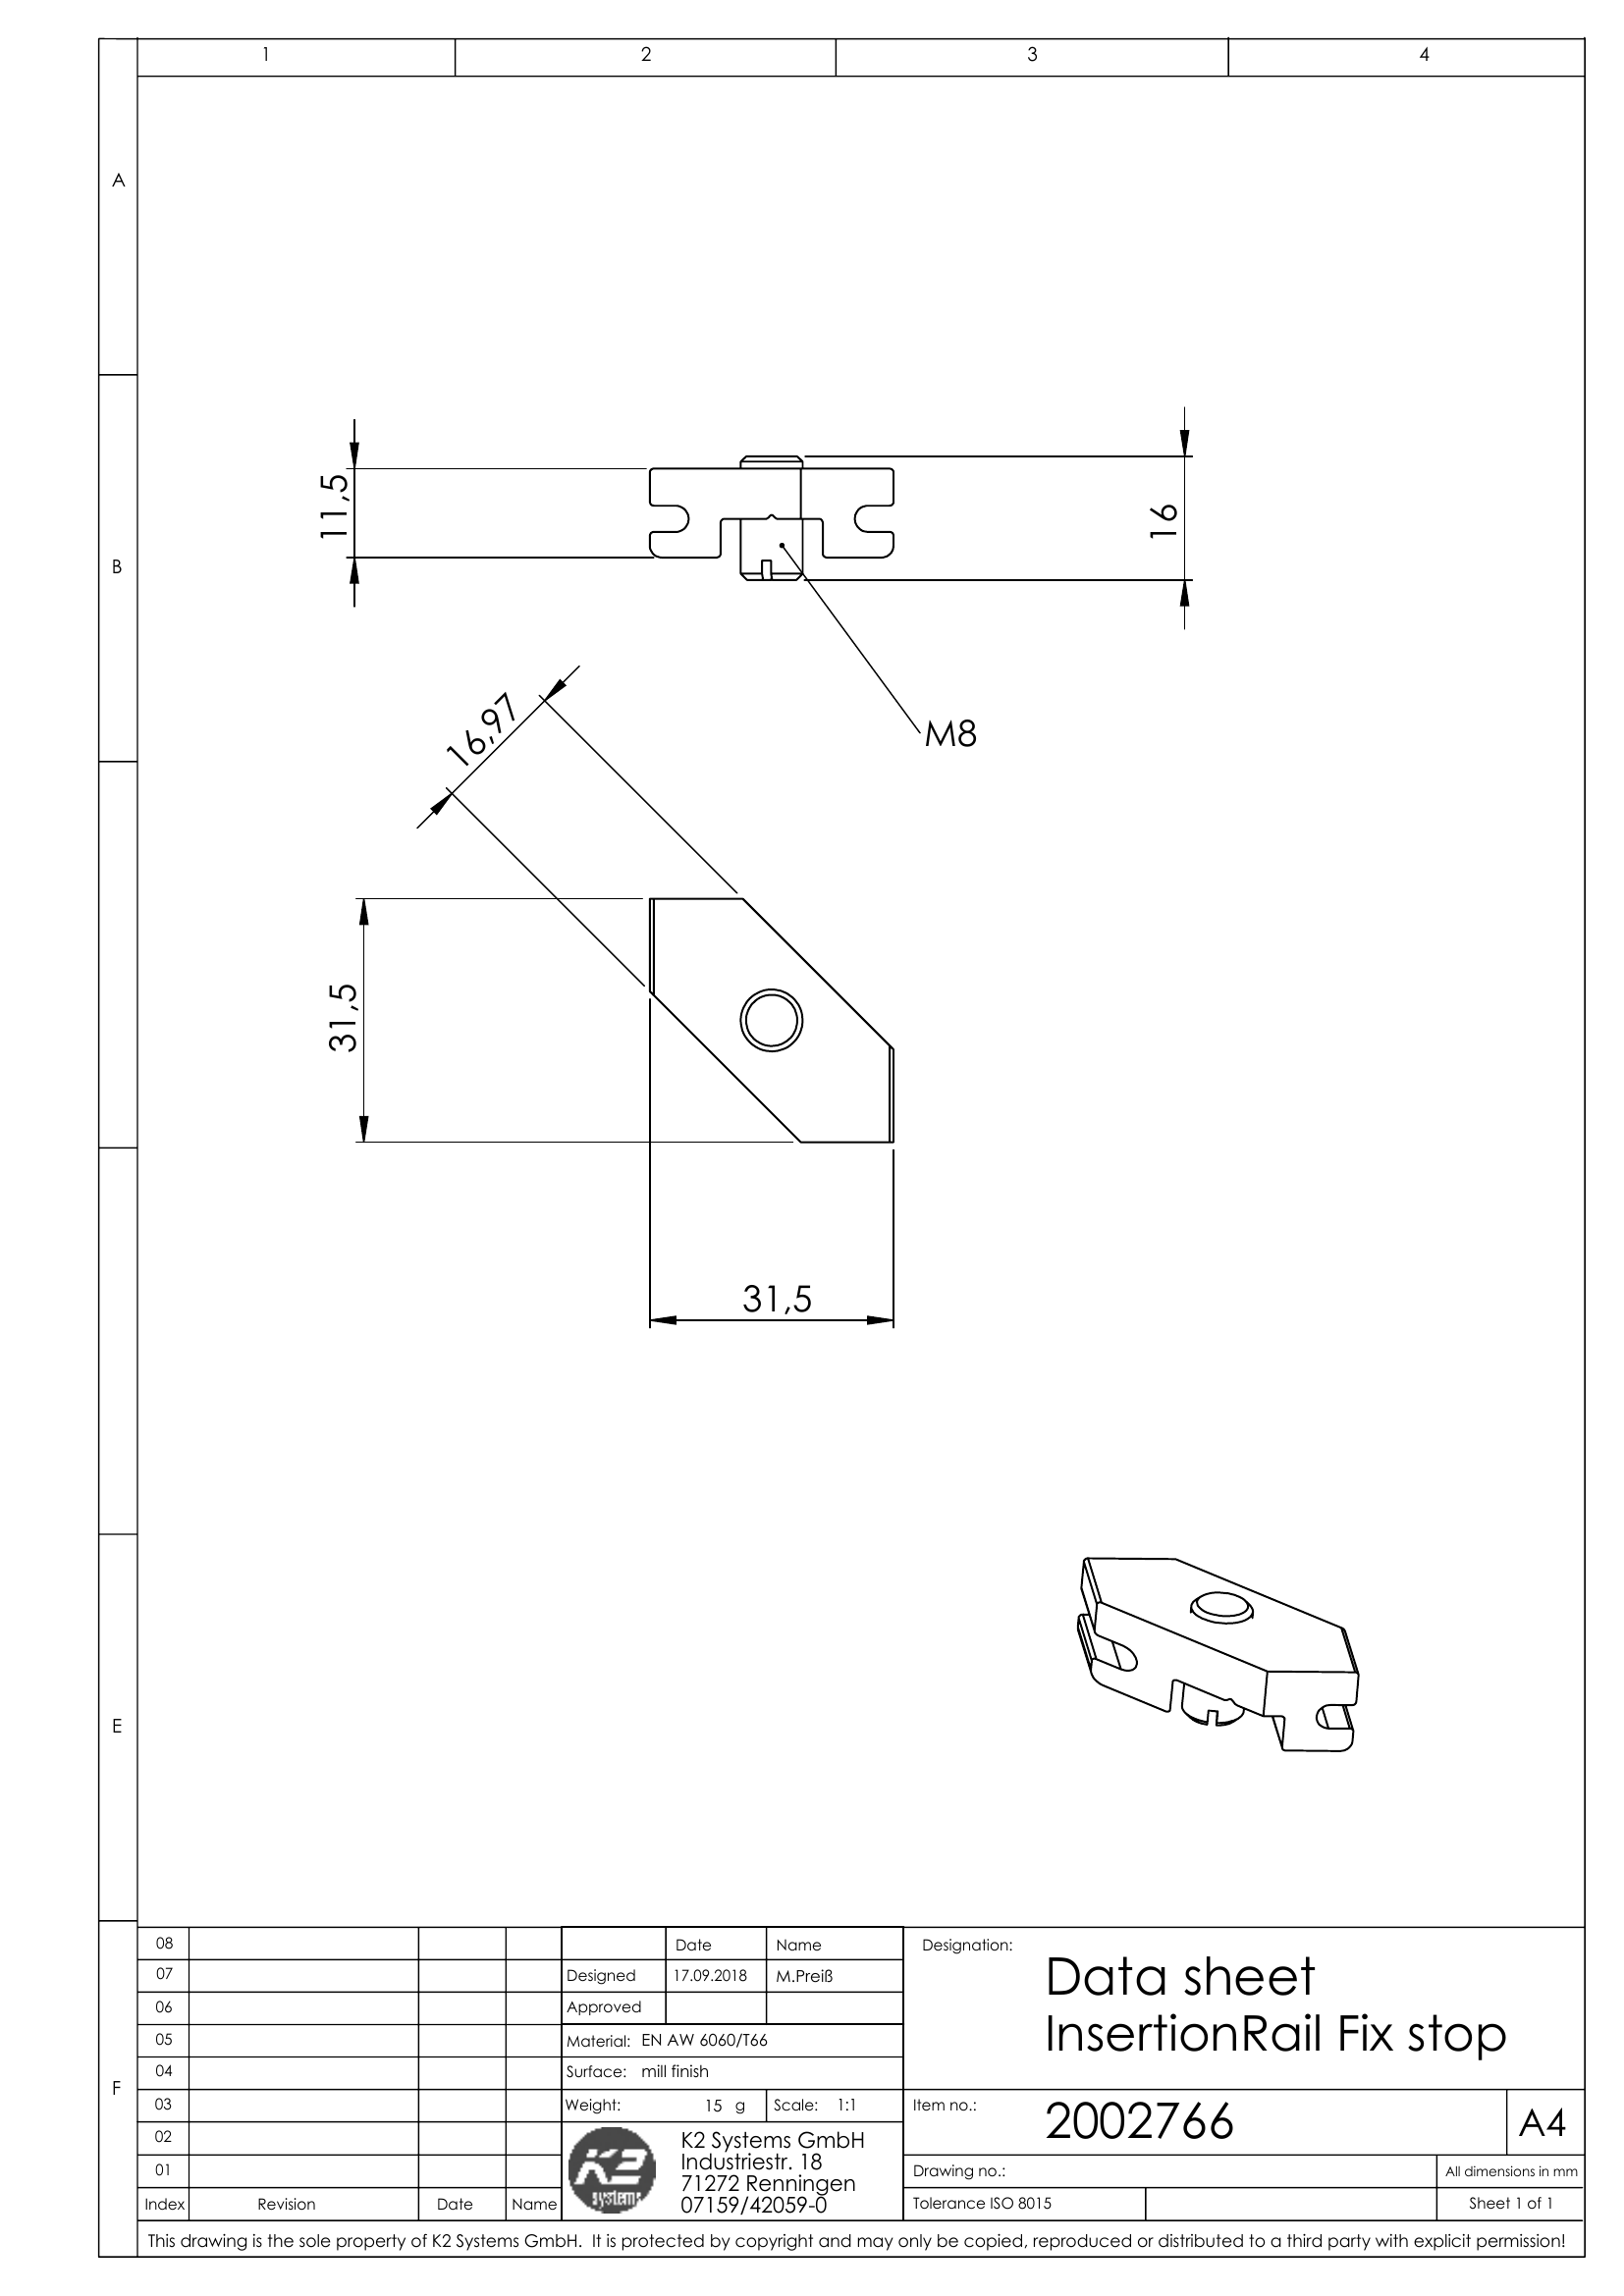 1 2 3 4
A
B
E
F
11,5
16
M8
16,97
31,5
31,5
08
07
06
05
04
03
02
01
Index Revision Date Name
Date Name
Designed 17.09.2018 M.Preiß
Approved
Material: EN AW 6060/T66
Surface: mill finish
Weight: 15 g Scale: 1:1
K2 systems
K2 Systems GmbH
Industriestr. 18
71272 Renningen
07159/42059-0
Designation:
Data sheet
InsertionRail Fix stop
Item no.: 2002766 A4
Drawing no.: All dimensions in mm
Tolerance ISO 8015 Sheet 1 of 1
This drawing is the sole property of K2 Systems GmbH. It is protected by copyright and may only be copied, reproduced or distributed to a third party with explicit permission!